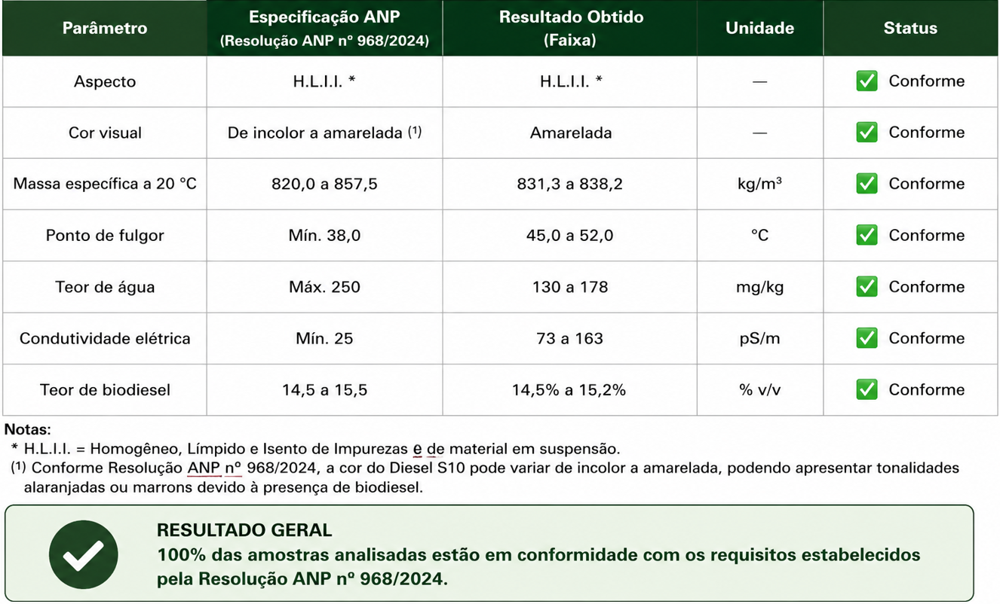 Parâmetro Especificação ANP (Resolução ANP nº 968/2024) Resultado Obtido (Faixa) Unidade Status
Aspecto H.L.I.I. * H.L.I.I. * — ✅ Conforme
Cor visual De incolor a amarelada (1) Amarelada — ✅ Conforme
Massa específica a 20 °C 820,0 a 857,5 831,3 a 838,2 kg/m³ ✅ Conforme
Ponto de fulgor Mín. 38,0 45,0 a 52,0 °C ✅ Conforme
Teor de água Máx. 250 130 a 178 mg/kg ✅ Conforme
Condutividade elétrica Mín. 25 73 a 163 pS/m ✅ Conforme
Teor de biodiesel 14,5 a 15,5 14,5% a 15,2% % v/v ✅ Conforme
Notas:
* H.L.I.I. = Homogêneo, Límpido e Isento de Impurezas e de material em suspensão.
(1) Conforme Resolução ANP nº 968/2024, a cor do Diesel S10 pode variar de incolor a amarelada, podendo apresentar tonalidades
alaranjadas ou marrons devido à presença de biodiesel.
RESULTADO GERAL
100% das amostras analisadas estão em conformidade com os requisitos estabelecidos
pela Resolução ANP nº 968/2024.